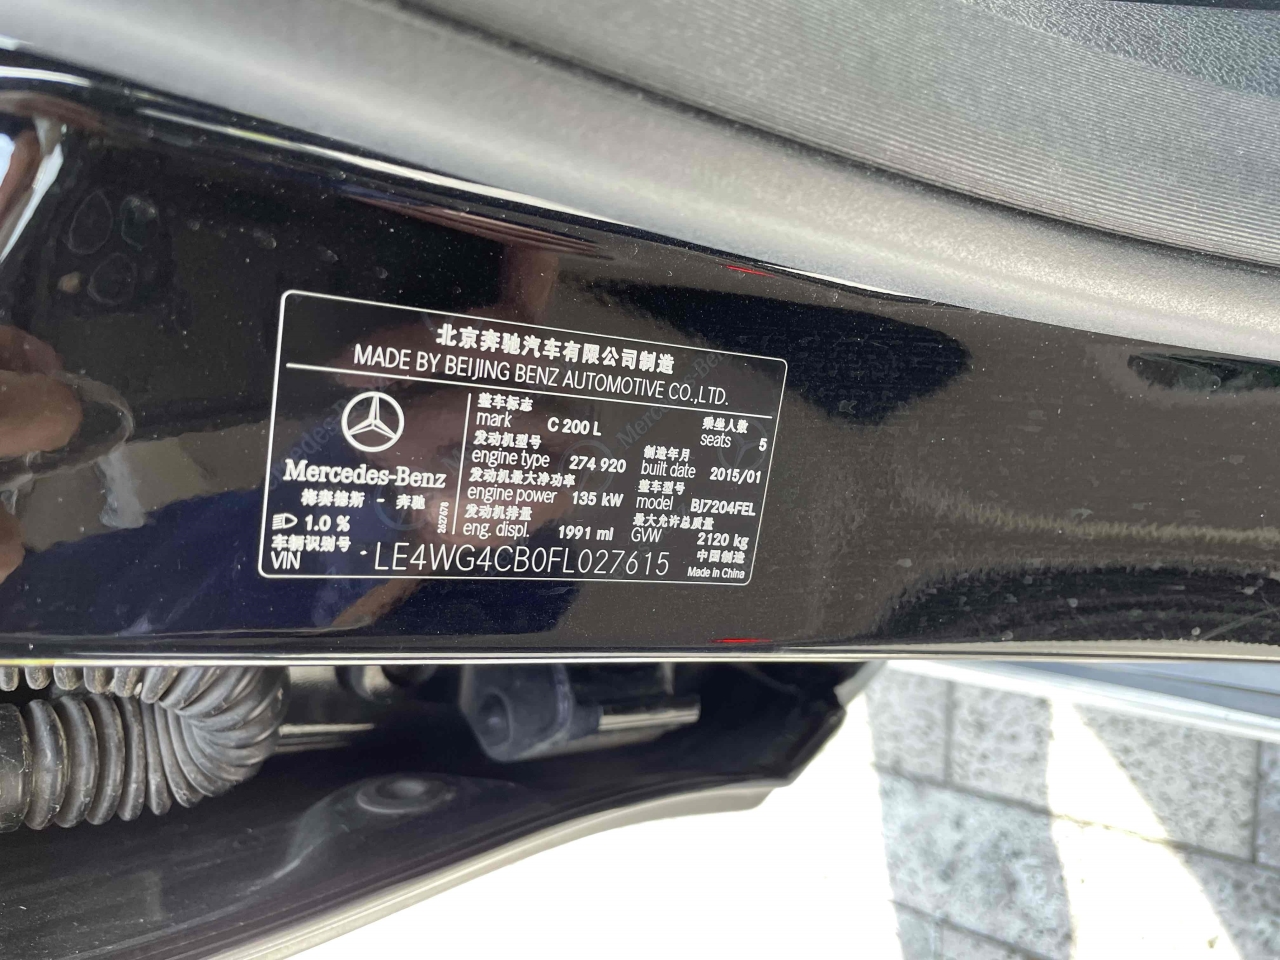 北京奔驰汽车有限公司制造
MADE BY BEIJING BENZ AUTOMOTIVE CO.,LTD.
Mercedes-Benz
梅赛德斯 - 奔驰
1.0 %
2627678
整车标志
mark C 200 L
乘坐人数
seats 5
发动机型号
engine type 274 920
制造年月
built date 2015/01
发动机最大净功率
engine power 135 kW
整车型号
model BJ7204FEL
发动机排量
eng. displ. 1991 ml
最大允许总质量
GVW 2120 kg
车辆识别号
VIN LE4WG4CB0FL027615
中国制造
Made in China